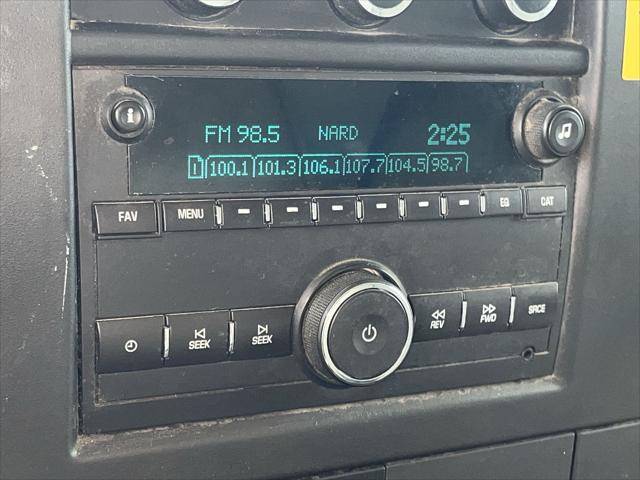 i
FM 98.5 NARD 2:25
1 100.1 101.3 106.1 107.7 104.5 98.7
FAV MENU EQ CAT
SEEK SEEK REV FWD SRCE